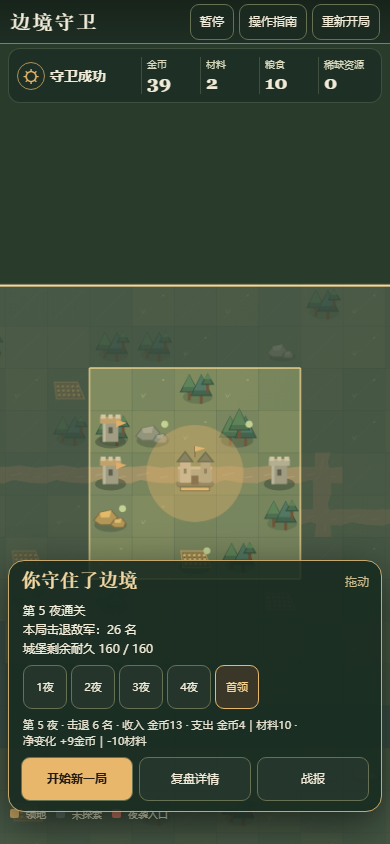 边境守卫
暂停
操作指南
重新开局
守卫成功
金币
39
材料
2
粮食
10
稀缺资源
0
你守住了边境
拖动
第 5 夜通关
本局击退敌军：26 名
城堡剩余耐久 160 / 160
1夜
2夜
3夜
4夜
首领
第 5 夜 · 击退 6 名 · 收入 金币13 · 支出 金币4 | 材料10 ·
净变化 +9金币 | -10材料
开始新一局
复盘详情
战报
领地
未探索
夜袭入口